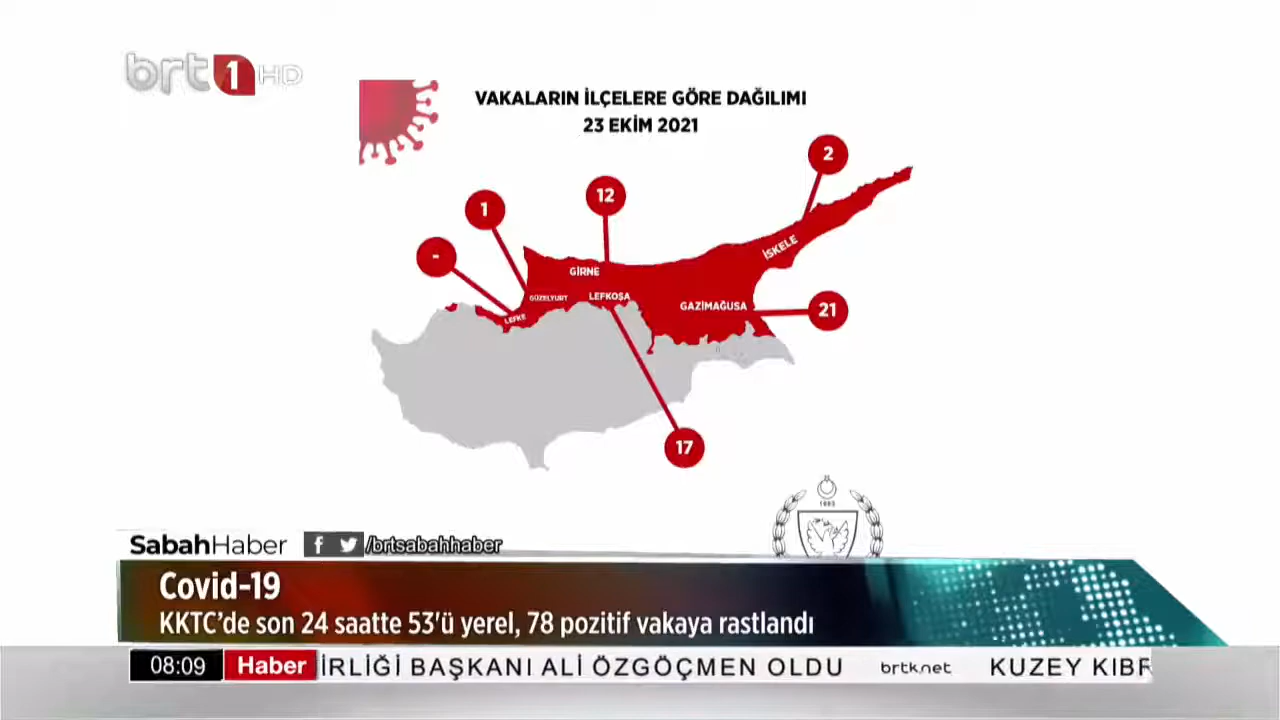 brt 1 HD
VAKALARIN İLÇELERE GÖRE DAĞILIMI
23 EKİM 2021
2
12
1
-
İSKELE
GİRNE
GÜZELYURT
LEFKOŞA
GAZİMAĞUSA
21
LEFKE
17
1983
SabahHaber
f /brtsabahhaber
Covid-19
KKTC'de son 24 saatte 53'ü yerel, 78 pozitif vakaya rastlandı
08:09 Haber İRLİĞİ BAŞKANI ALİ ÖZGÖÇMEN OLDU brtk.net KUZEY KIBR